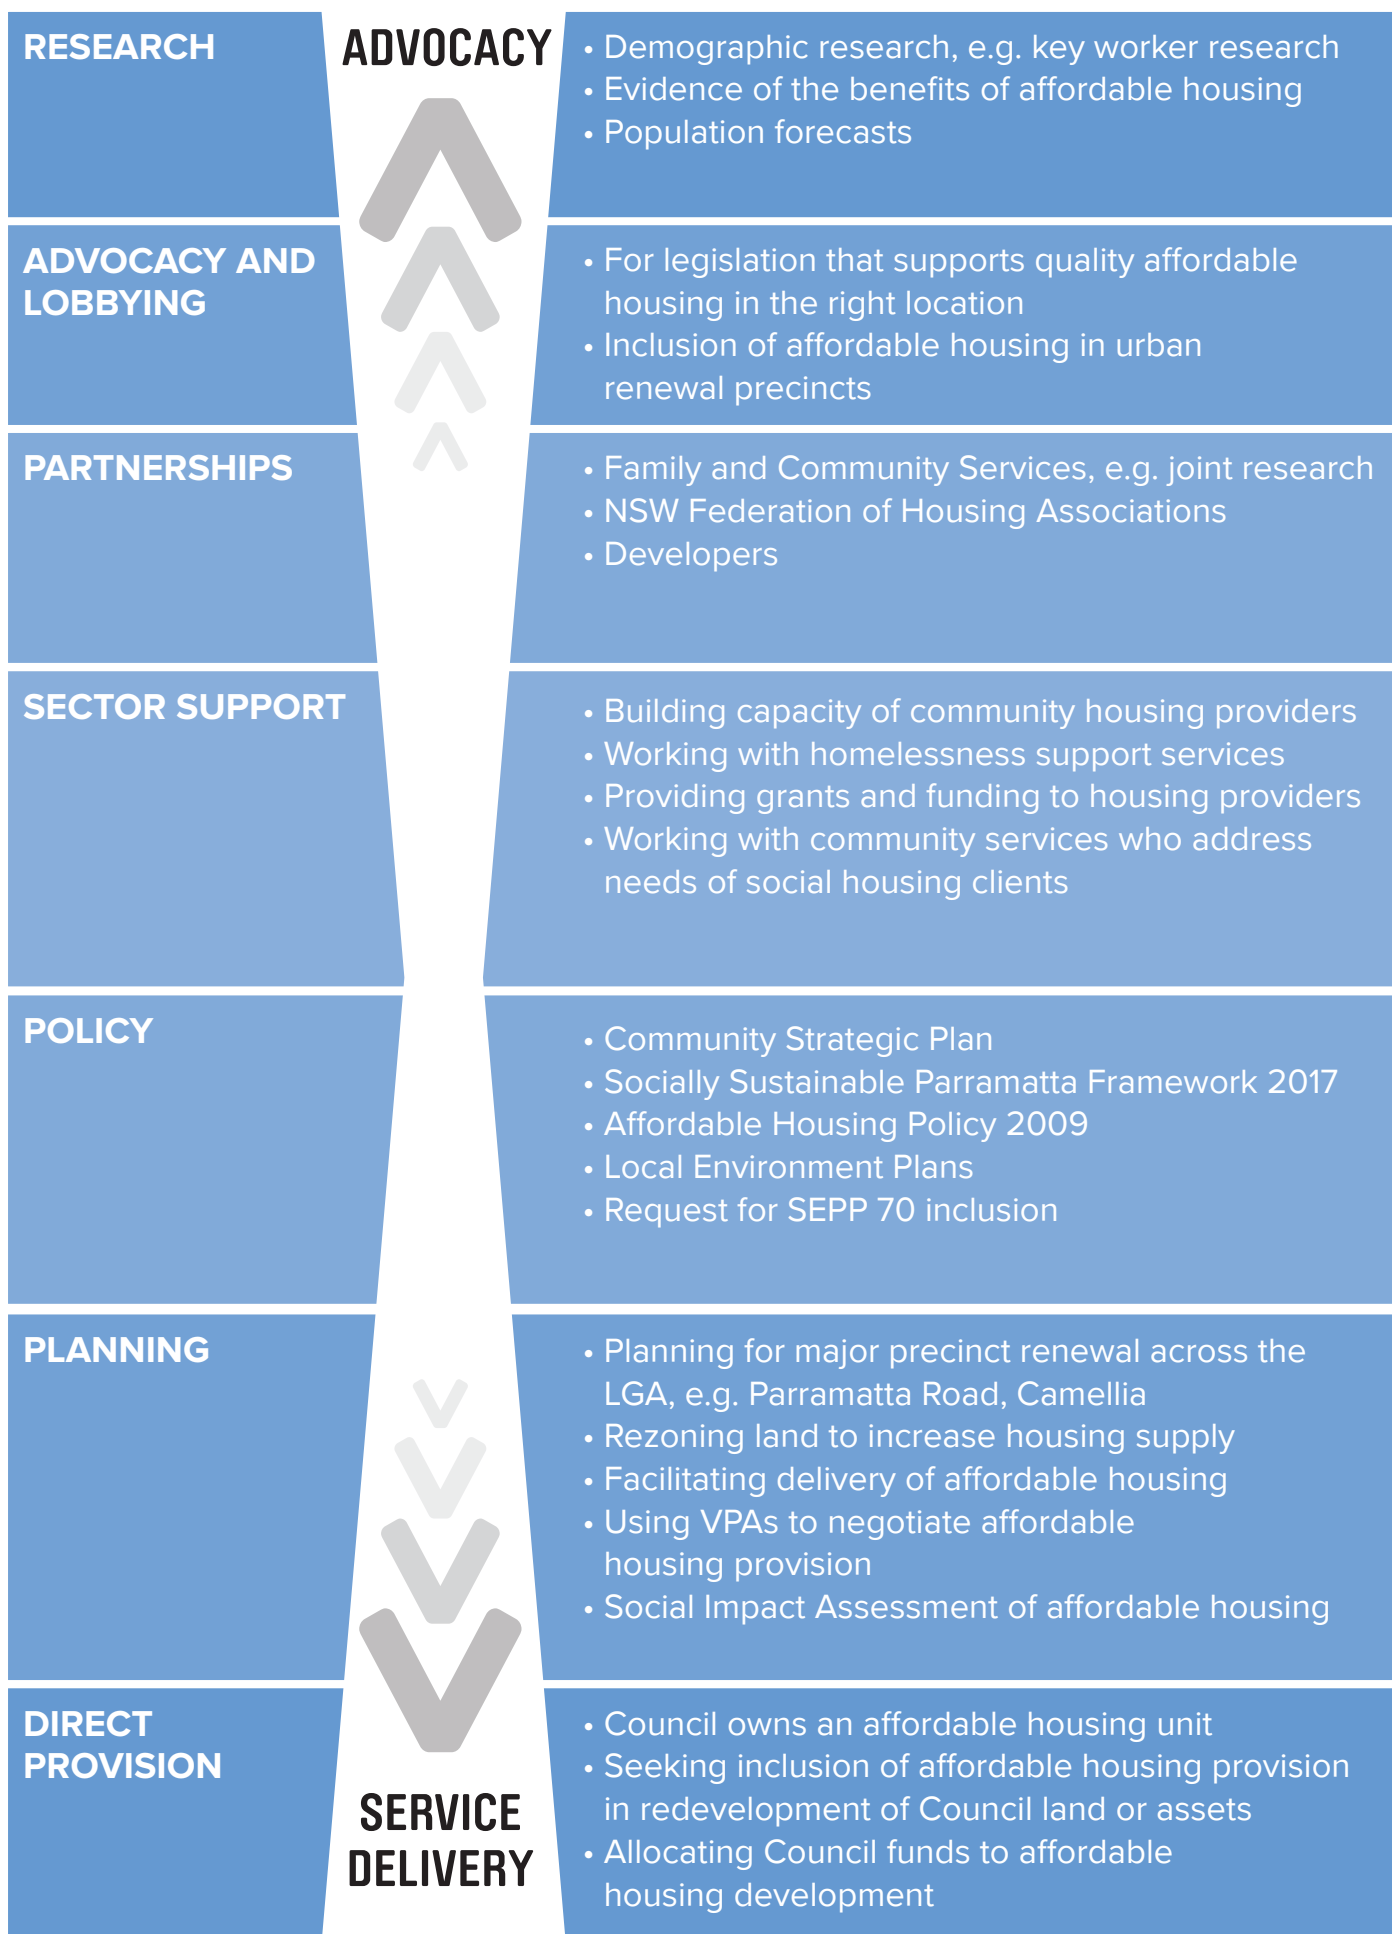 RESEARCH
ADVOCACY
• Demographic research, e.g. key worker research
• Evidence of the benefits of affordable housing
• Population forecasts
ADVOCACY AND
LOBBYING
• For legislation that supports quality affordable
housing in the right location
• Inclusion of affordable housing in urban
renewal precincts
PARTNERSHIPS
• Family and Community Services, e.g. joint research
• NSW Federation of Housing Associations
• Developers
SECTOR SUPPORT
• Building capacity of community housing providers
• Working with homelessness support services
• Providing grants and funding to housing providers
• Working with community services who address
needs of social housing clients
POLICY
• Community Strategic Plan
• Socially Sustainable Parramatta Framework 2017
• Affordable Housing Policy 2009
• Local Environment Plans
• Request for SEPP 70 inclusion
PLANNING
• Planning for major precinct renewal across the
LGA, e.g. Parramatta Road, Camellia
• Rezoning land to increase housing supply
• Facilitating delivery of affordable housing
• Using VPAs to negotiate affordable
housing provision
• Social Impact Assessment of affordable housing
DIRECT
PROVISION
SERVICE
DELIVERY
• Council owns an affordable housing unit
• Seeking inclusion of affordable housing provision
in redevelopment of Council land or assets
• Allocating Council funds to affordable
housing development